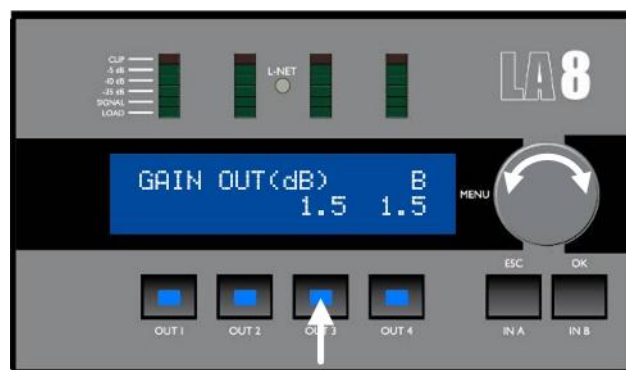 CLIP
-5 dB
-10 dB
-25 dB
SIGNAL
LOAD
L-NET
LA8
GAIN OUT(dB) B
1.5 1.5
MENU
ESC OK
OUT 1 OUT 2 OUT 3 OUT 4 IN A IN B